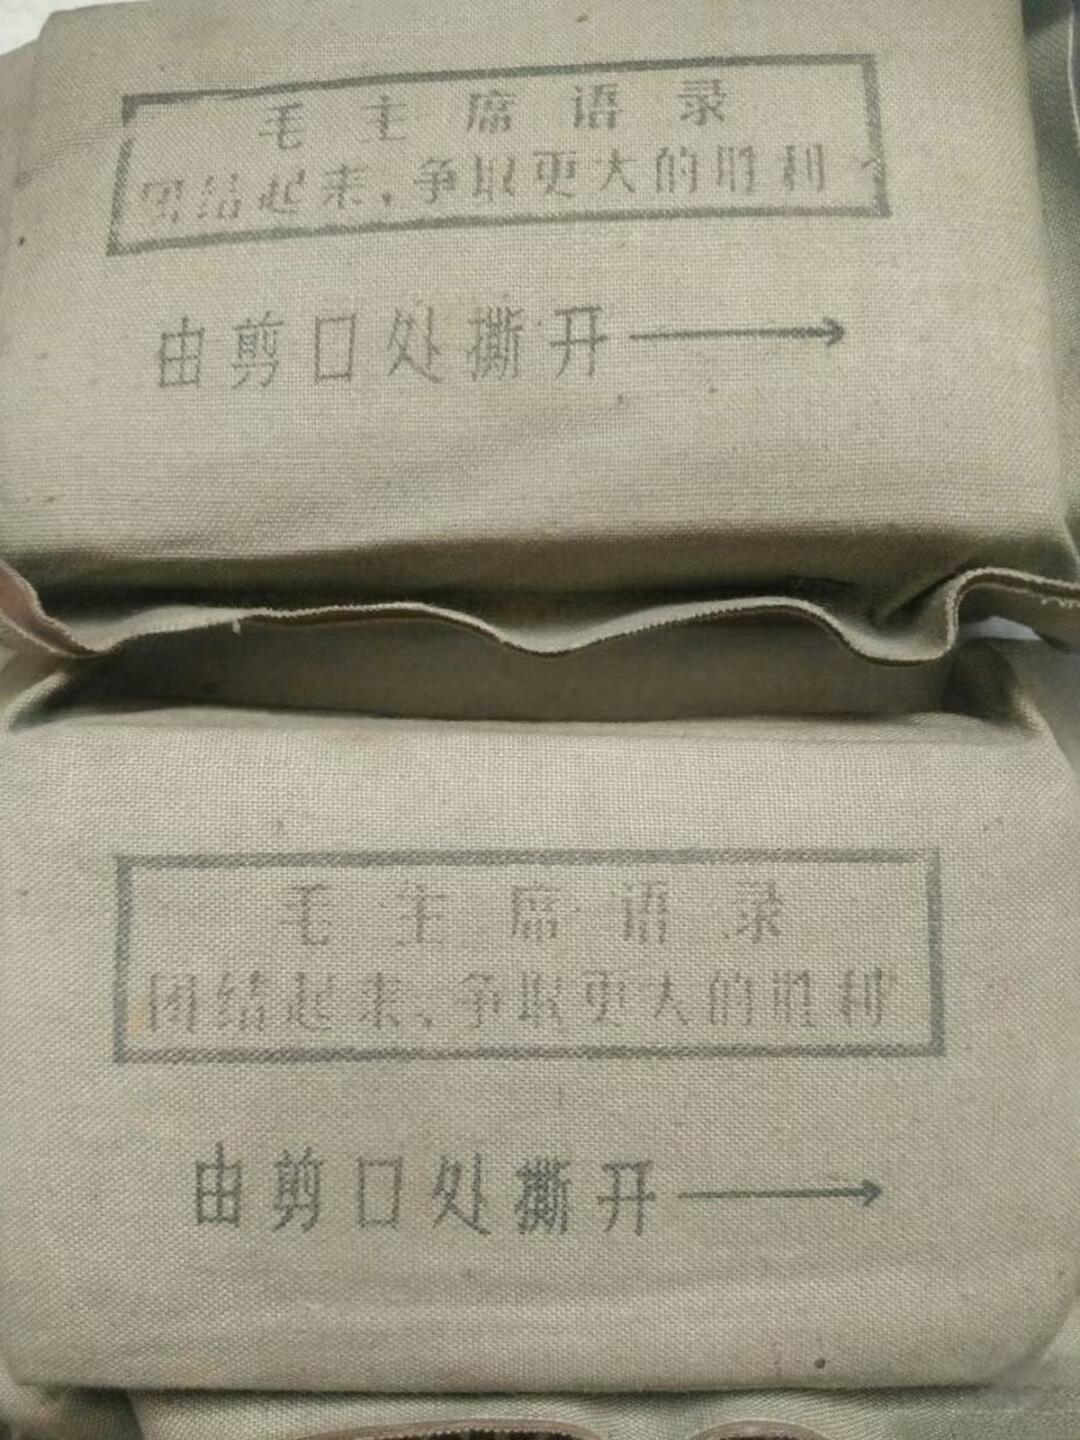 毛主席语录
团结起来,争取更大的胜利
由剪口处撕开
毛主席语录
团结起来、争取更大的胜利
由剪口处撕开